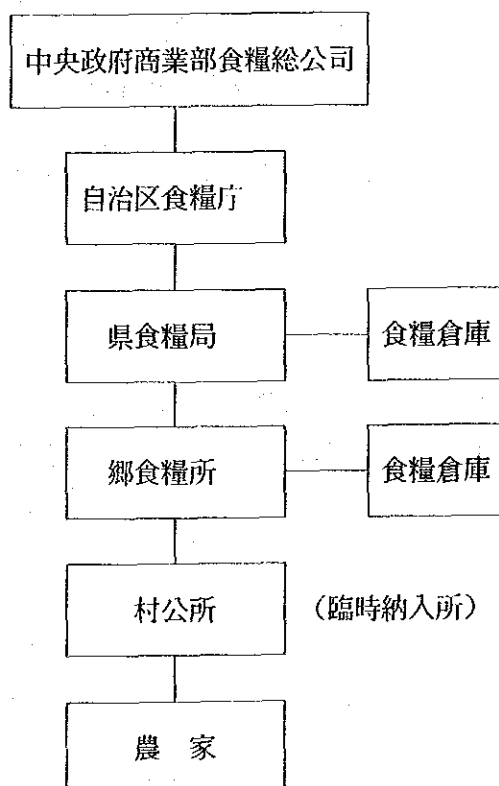 中央政府商業部食糧総公司
自治区食糧庁
県食糧局
食糧倉庫
郷食糧所
食糧倉庫
村公所
（臨時納入所）
農　家